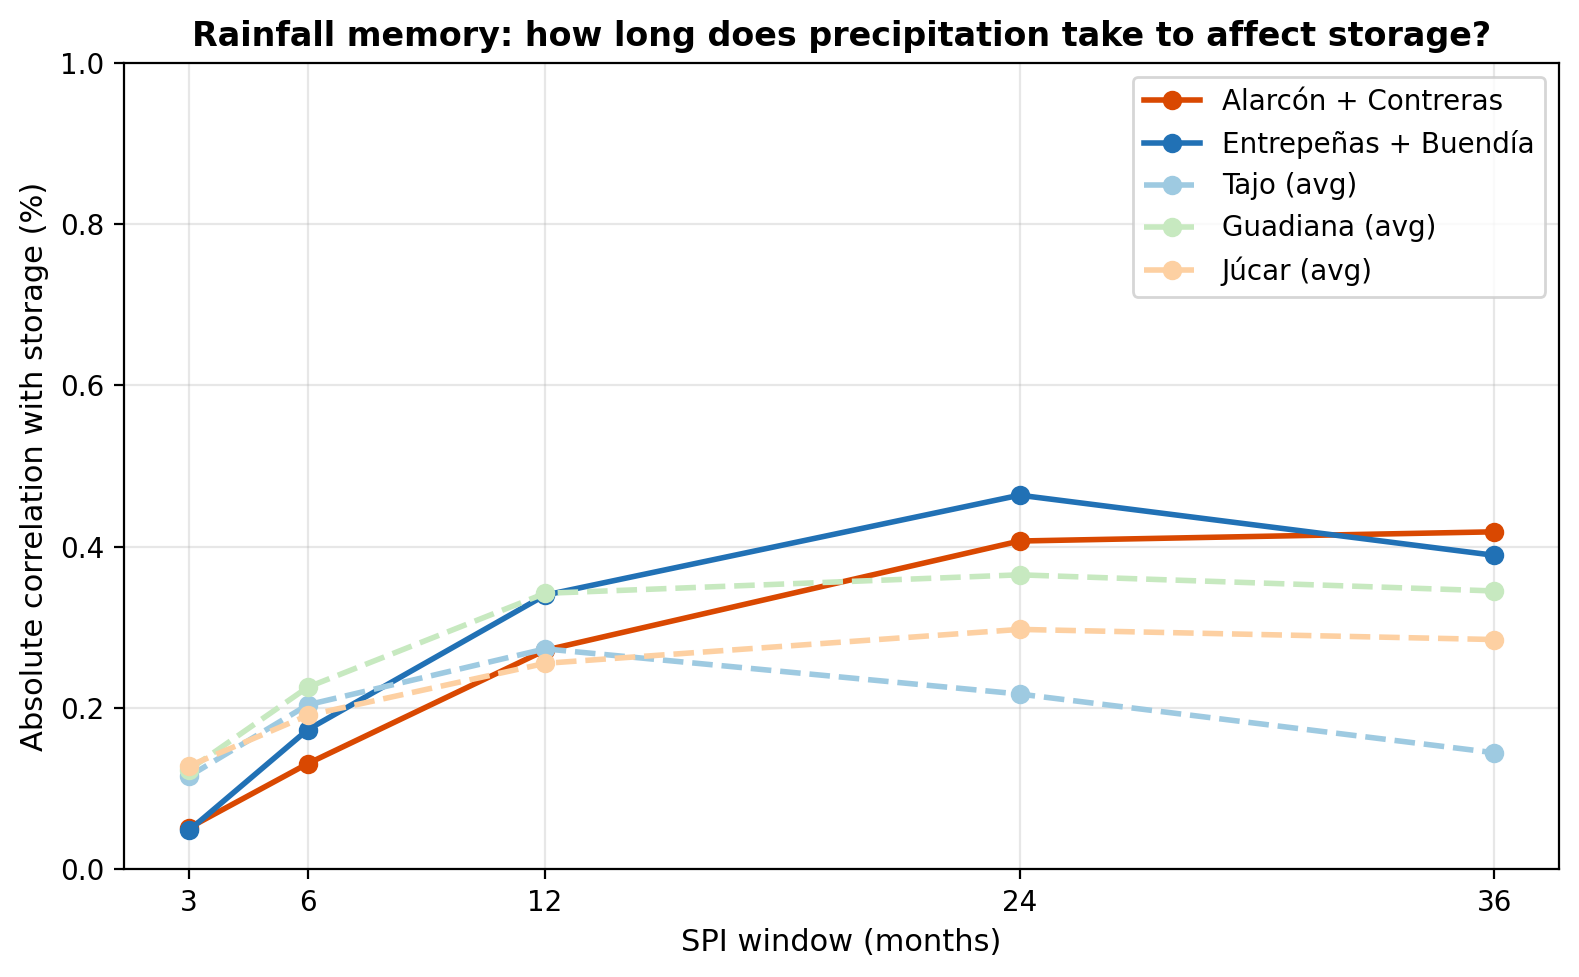 Rainfall memory: how long does precipitation take to affect storage?
Absolute correlation with storage (%)
1.0
0.8
0.6
0.4
0.2
0.0
Alarcón + Contreras
Entrepeñas + Buendía
Tajo (avg)
Guadiana (avg)
Júcar (avg)
3
6
12
24
36
SPI window (months)